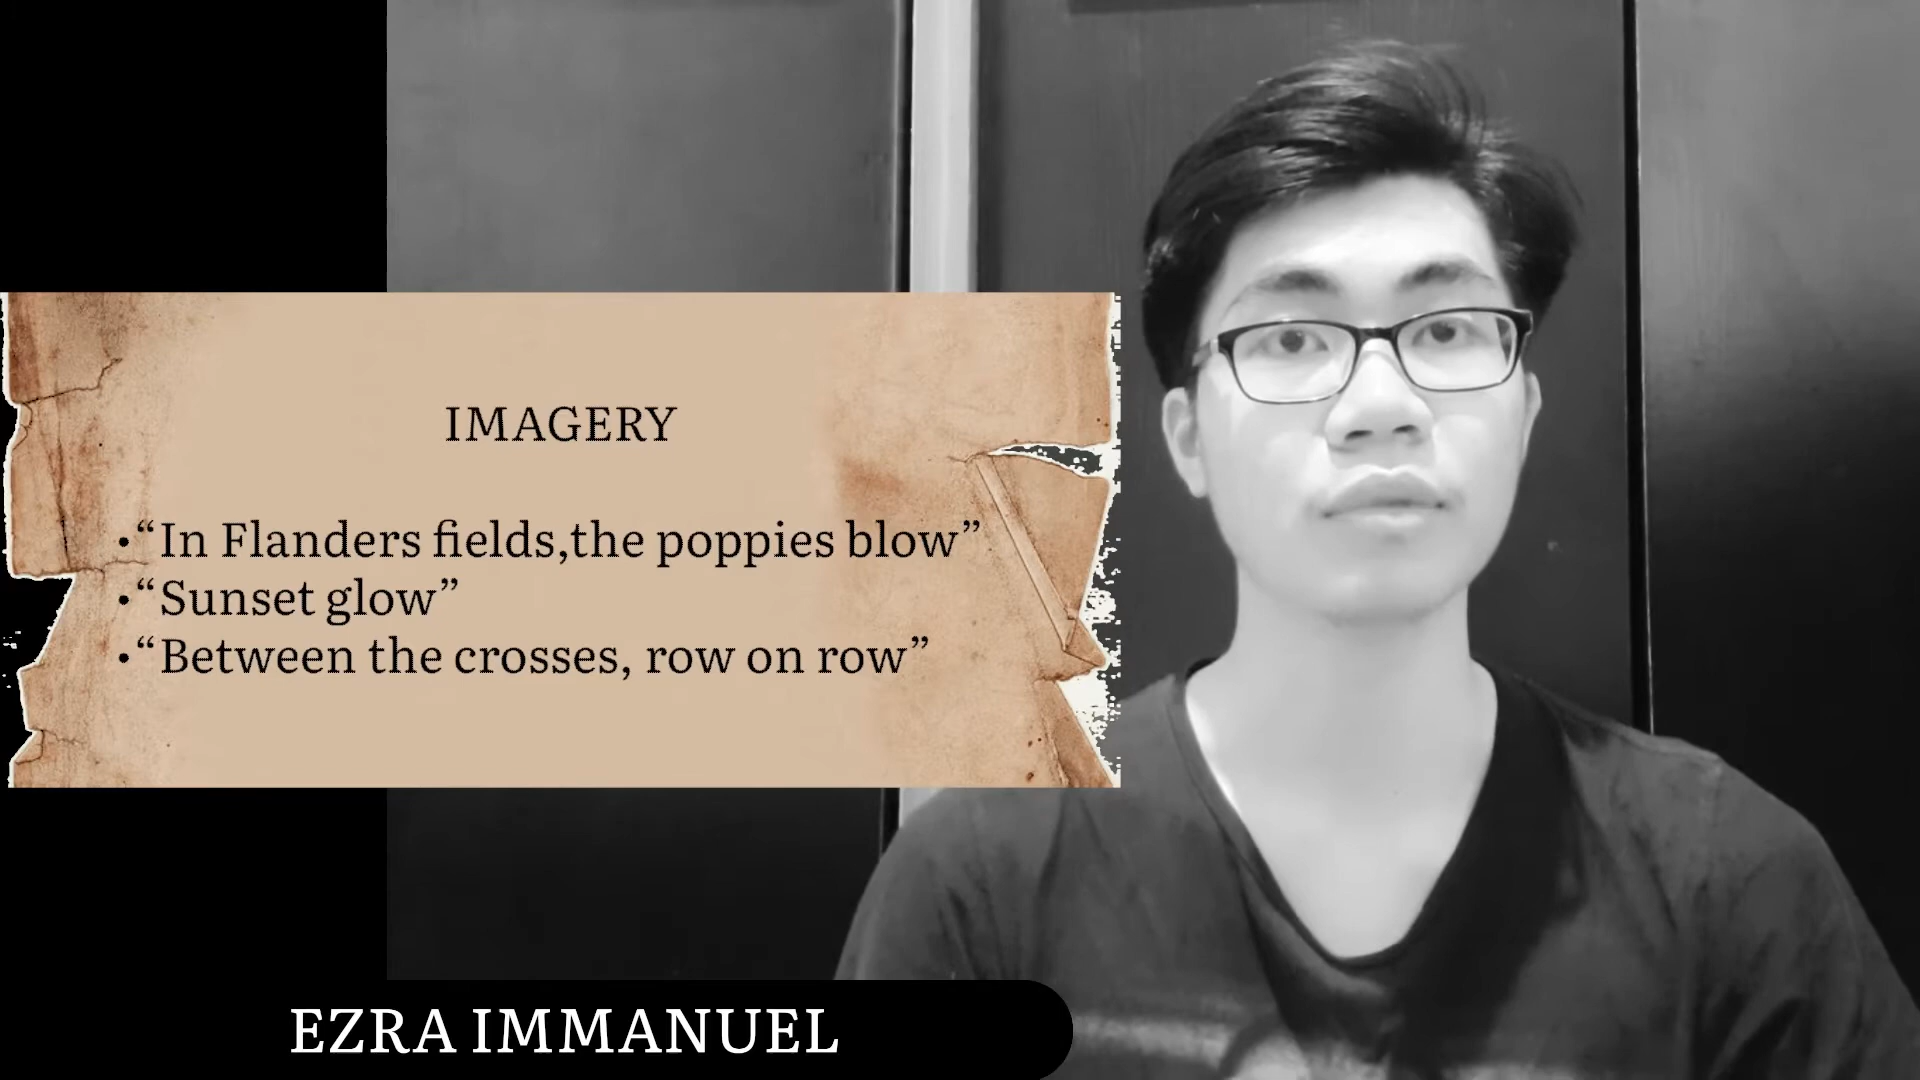 IMAGERY
•“In Flanders fields,the poppies blow”
•“Sunset glow”
•“Between the crosses, row on row”
EZRA IMMANUEL